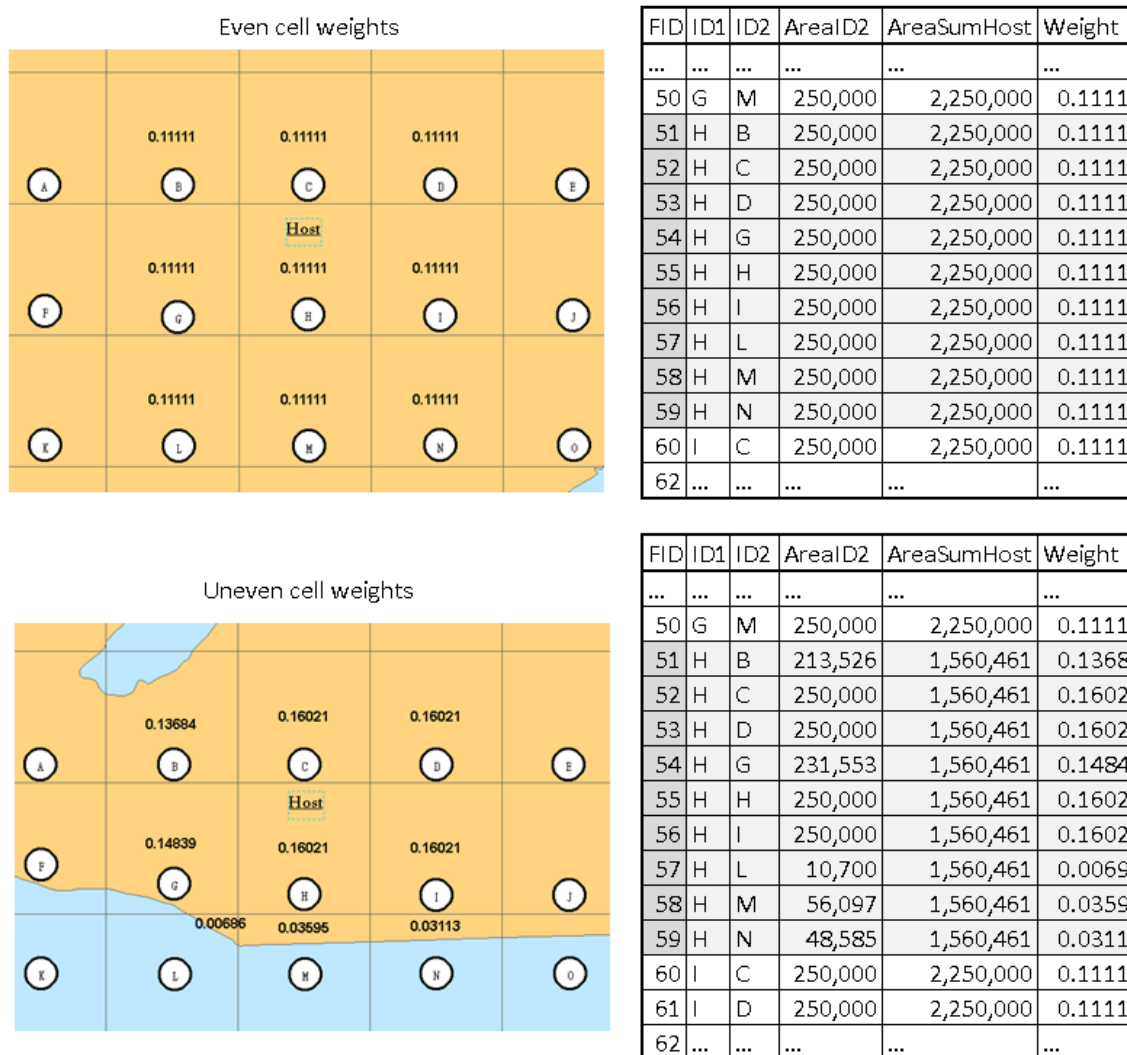 Even cell weights
0.11111 0.11111 0.11111
A B C D E
Host
0.11111 0.11111 0.11111
F G H I J
0.11111 0.11111 0.11111
K L M N O
FID ID1 ID2 AreaID2 AreaSumHost Weight
... ... ... ... ... ...
50 G M 250,000 2,250,000 0.1111
51 H B 250,000 2,250,000 0.1111
52 H C 250,000 2,250,000 0.1111
53 H D 250,000 2,250,000 0.1111
54 H G 250,000 2,250,000 0.1111
55 H H 250,000 2,250,000 0.1111
56 H I 250,000 2,250,000 0.1111
57 H L 250,000 2,250,000 0.1111
58 H M 250,000 2,250,000 0.1111
59 H N 250,000 2,250,000 0.1111
60 I C 250,000 2,250,000 0.1111
62 ... ... ... ... ...
Uneven cell weights
0.13684 0.16021 0.16021
A B C D E
Host
0.14839 0.16021 0.16021
F G H I J
0.00686 0.03595 0.03113
K L M N O
FID ID1 ID2 AreaID2 AreaSumHost Weight
... ... ... ... ... ...
50 G M 250,000 2,250,000 0.1111
51 H B 213,526 1,560,461 0.1368
52 H C 250,000 1,560,461 0.1602
53 H D 250,000 1,560,461 0.1602
54 H G 231,553 1,560,461 0.1484
55 H H 250,000 1,560,461 0.1602
56 H I 250,000 1,560,461 0.1602
57 H L 10,700 1,560,461 0.0069
58 H M 56,097 1,560,461 0.0359
59 H N 48,585 1,560,461 0.0311
60 I C 250,000 2,250,000 0.1111
61 I D 250,000 2,250,000 0.1111
62 ... ... ... ... ...